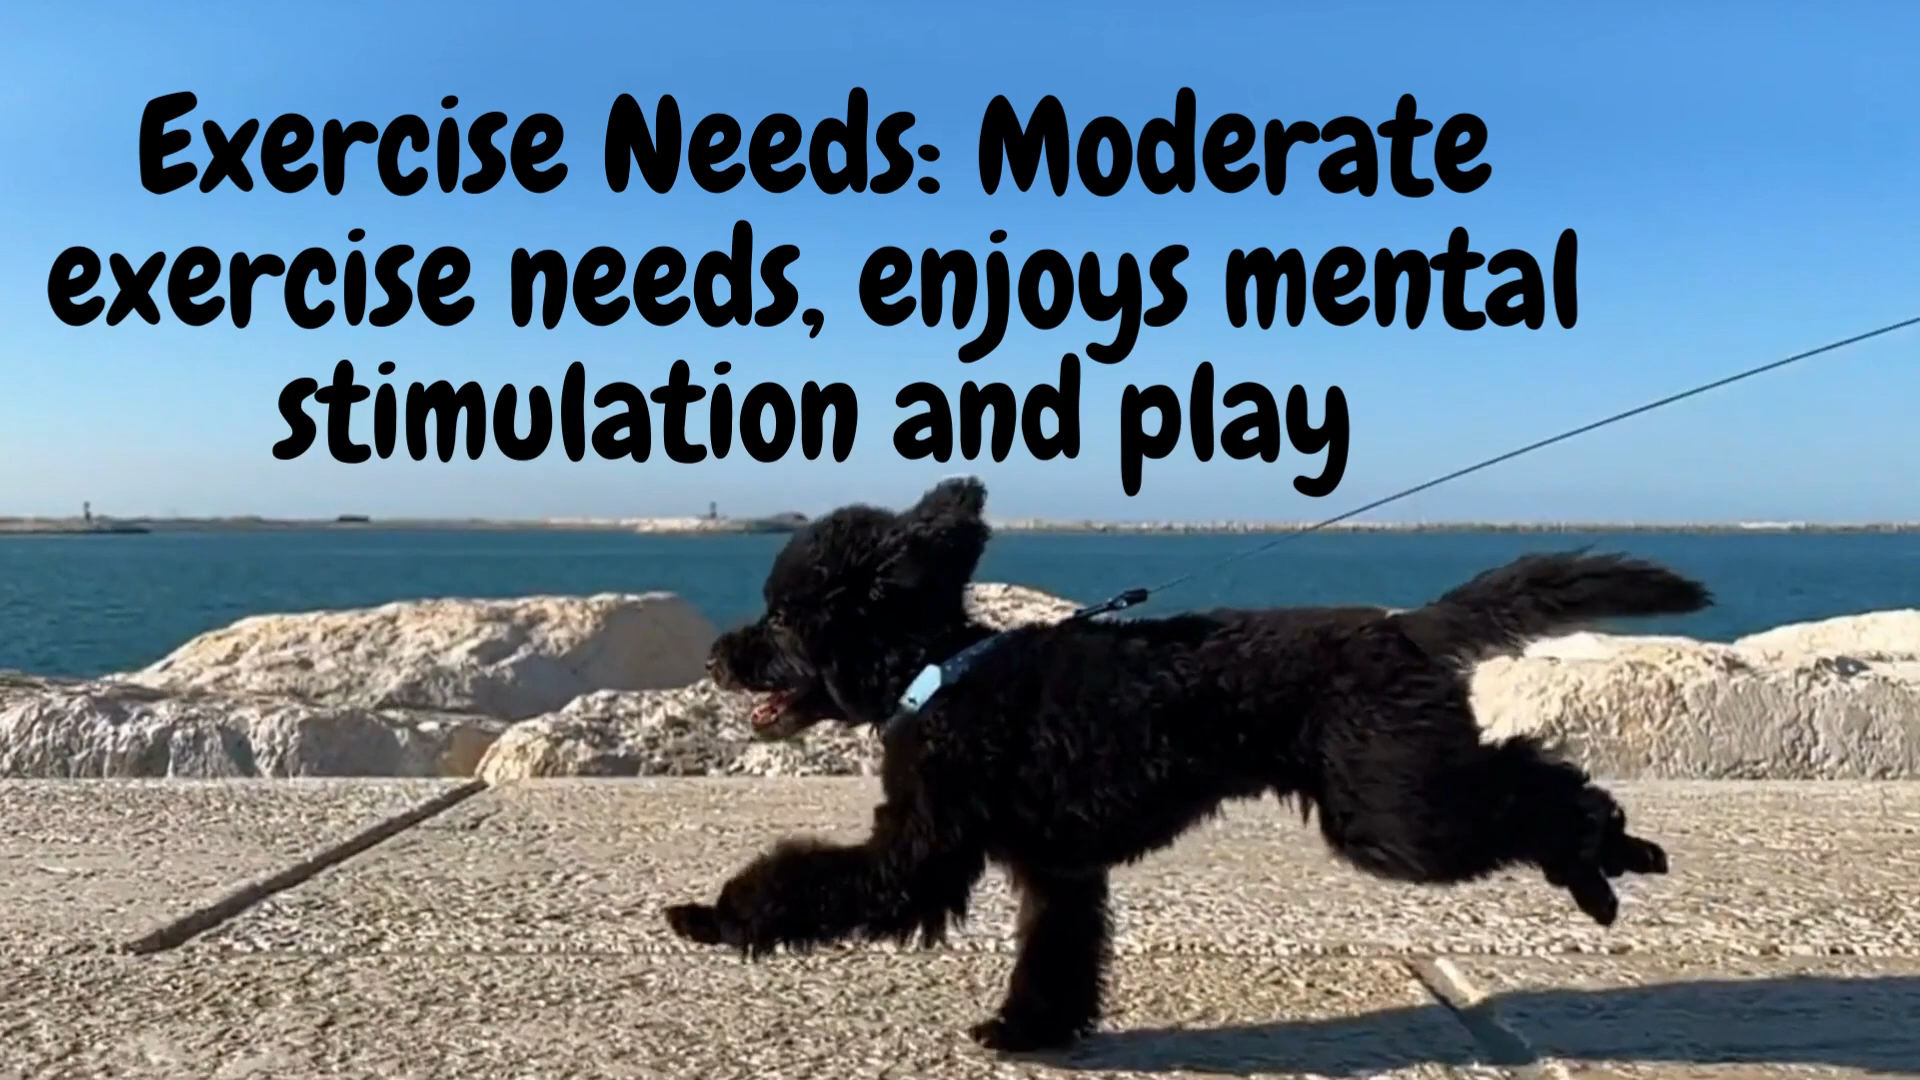 Exercise Needs: Moderate
exercise needs, enjoys mental
stimulation and play